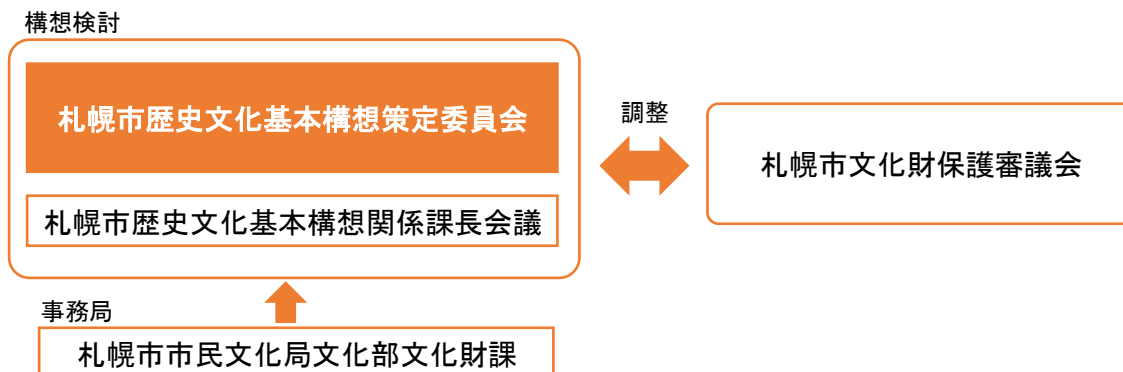 構想検討
札幌市歴史文化基本構想策定委員会
札幌市歴史文化基本構想関係課長会議
調整
札幌市文化財保護審議会
事務局
札幌市市民文化局文化部文化財課